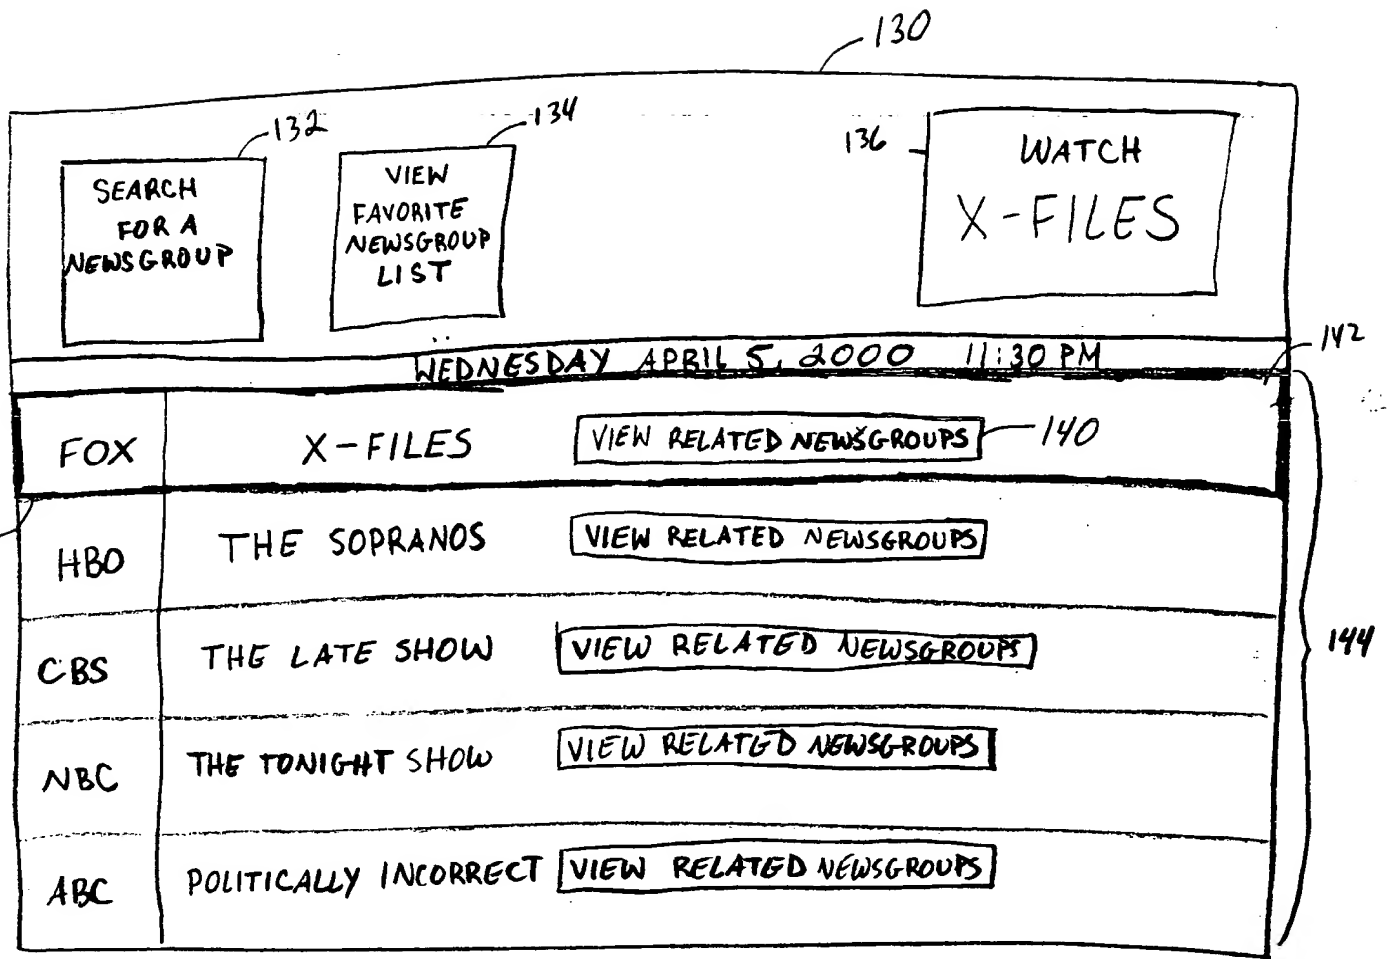 130
132
134
136
SEARCH
FOR A
NEWSGROUP
VIEW
FAVORITE
NEWSGROUP
LIST
WATCH
X-FILES
WEDNESDAY APRIL 5, 2000 11:30 PM
142
FOX X-FILES VIEW RELATED NEWSGROUPS 140
HBO THE SOPRANOS VIEW RELATED NEWSGROUPS
CBS THE LATE SHOW VIEW RELATED NEWSGROUPS
144
NBC THE TONIGHT SHOW VIEW RELATED NEWSGROUPS
ABC POLITICALLY INCORRECT VIEW RELATED NEWSGROUPS